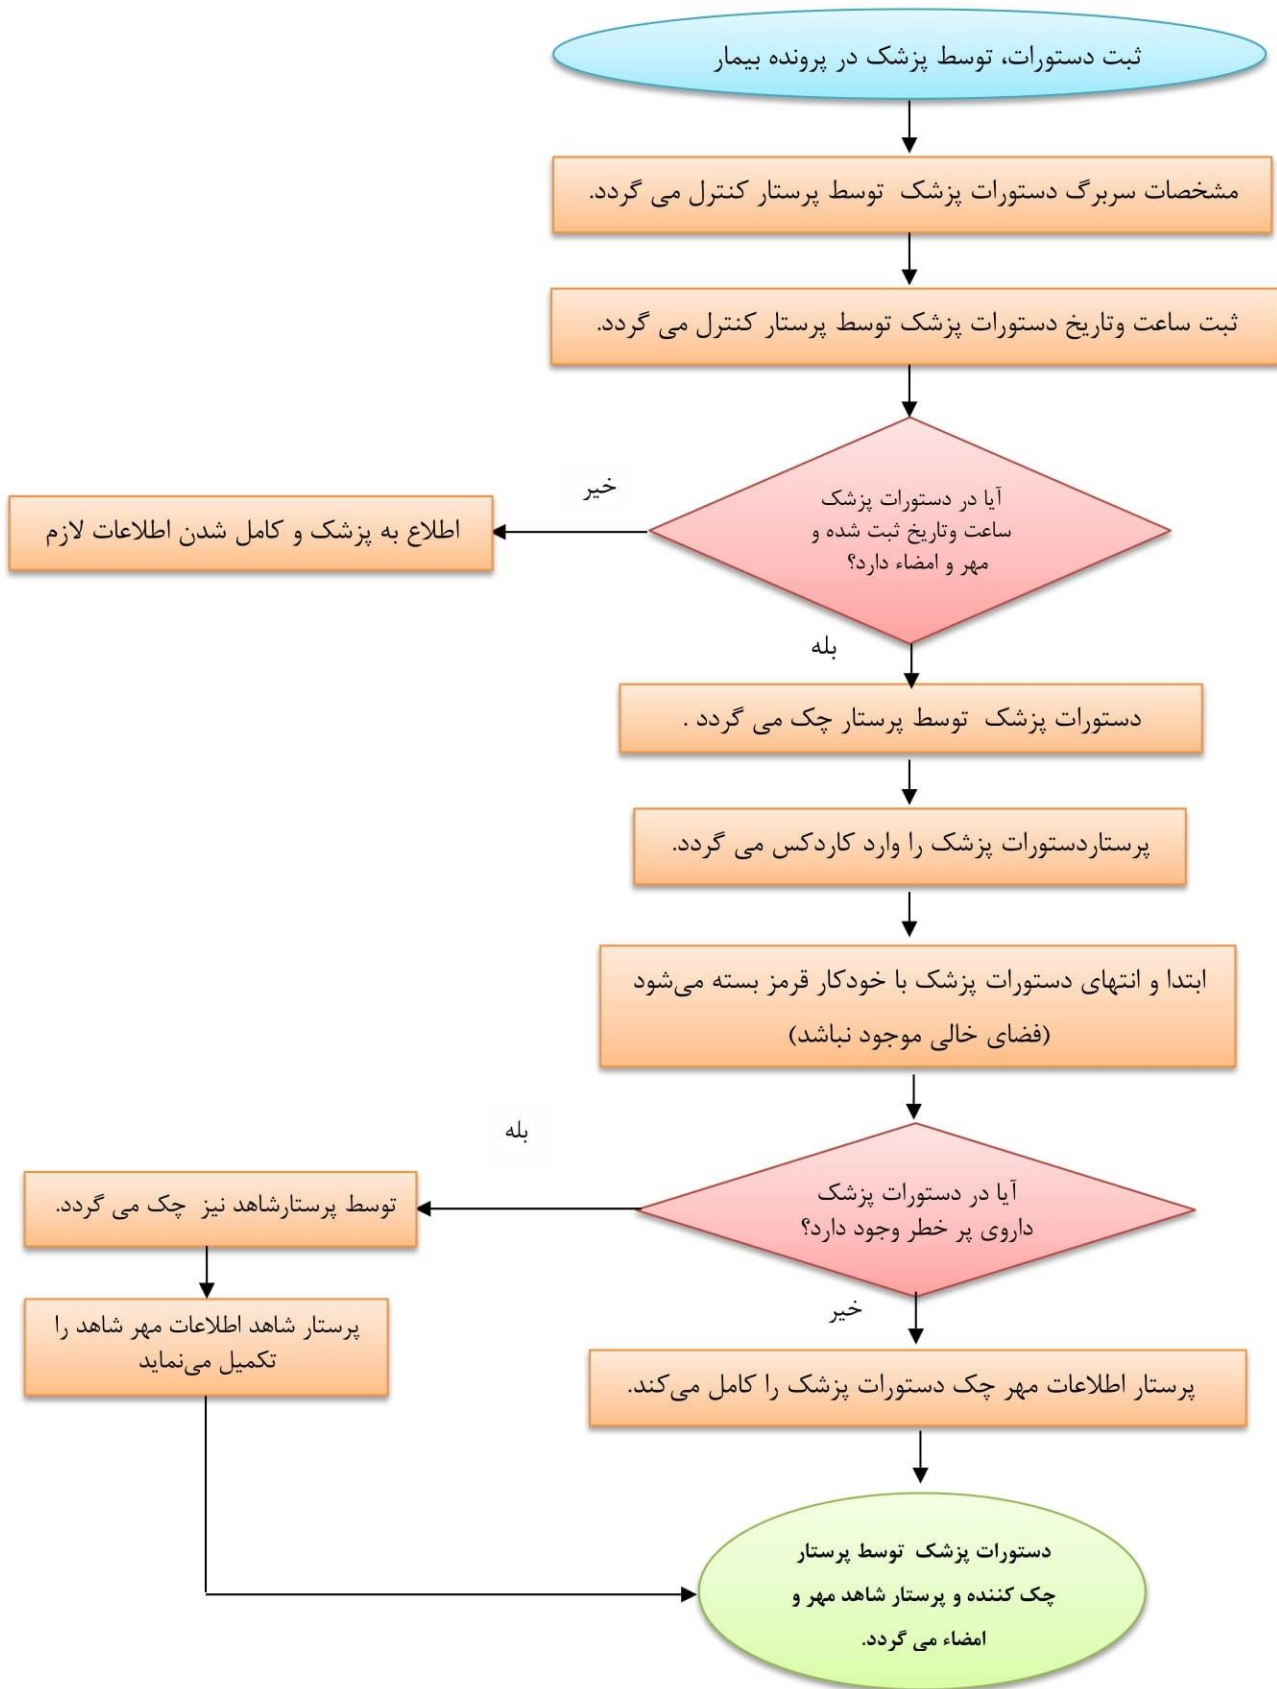 ثبت دستورات، توسط پزشک در پرونده بیمار
مشخصات سربرگ دستورات پزشک توسط پرستار کنترل می گردد.
ثبت ساعت وتاریخ دستورات پزشک توسط پرستار کنترل می گردد.
آیا در دستورات پزشک
ساعت وتاریخ ثبت شده و
مهر و امضاء دارد؟
خیر
اطلاع به پزشک و کامل شدن اطلاعات لازم
بله
دستورات پزشک توسط پرستار چک می گردد .
پرستاردستورات پزشک را وارد کاردکس می گردد.
ابتدا و انتهای دستورات پزشک با خودکار قرمز بسته می‌شود
(فضای خالی موجود نباشد)
آیا در دستورات پزشک
داروی پر خطر وجود دارد؟
بله
توسط پرستارشاهد نیز چک می گردد.
پرستار شاهد اطلاعات مهر شاهد را
تکمیل می‌نماید
خیر
پرستار اطلاعات مهر چک دستورات پزشک را کامل می‌کند.
دستورات پزشک توسط پرستار
چک کننده و پرستار شاهد مهر و
امضاء می گردد.